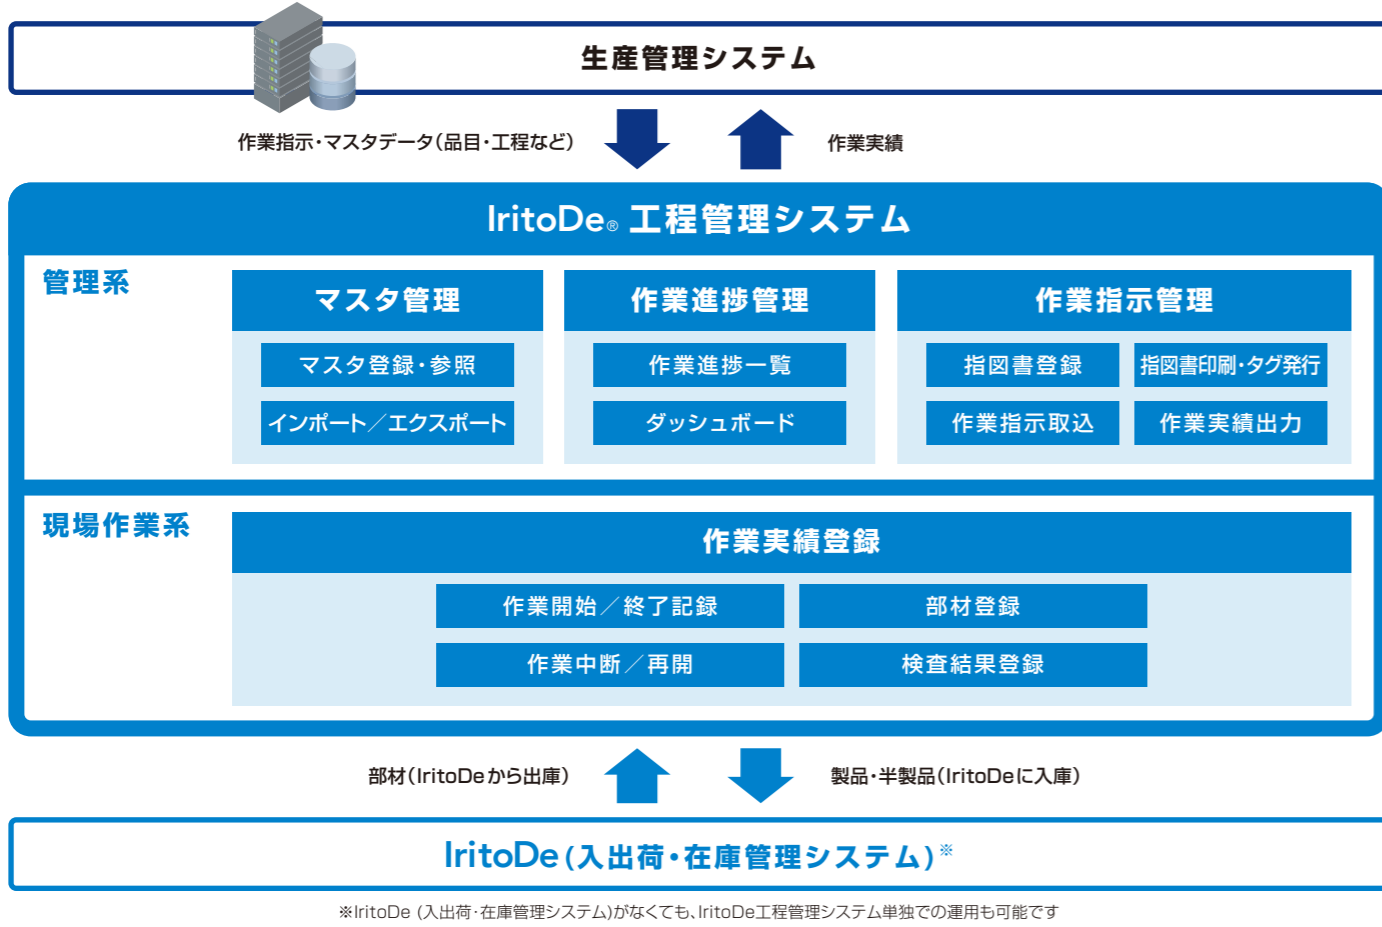 生産管理システム
作業指示・マスタデータ(品目・工程など)
作業実績
IritoDe® 工程管理システム
管理系
マスタ管理
マスタ登録・参照
インポート／エクスポート
作業進捗管理
作業進捗一覧
ダッシュボード
作業指示管理
指図書登録
指図書印刷・タグ発行
作業指示取込
作業実績出力
現場作業系
作業実績登録
作業開始／終了記録
部材登録
作業中断／再開
検査結果登録
部材(IritoDeから出庫)
製品・半製品(IritoDeに入庫)
IritoDe(入出荷・在庫管理システム)※
※IritoDe (入出荷・在庫管理システム)がなくても、IritoDe工程管理システム単独での運用も可能です